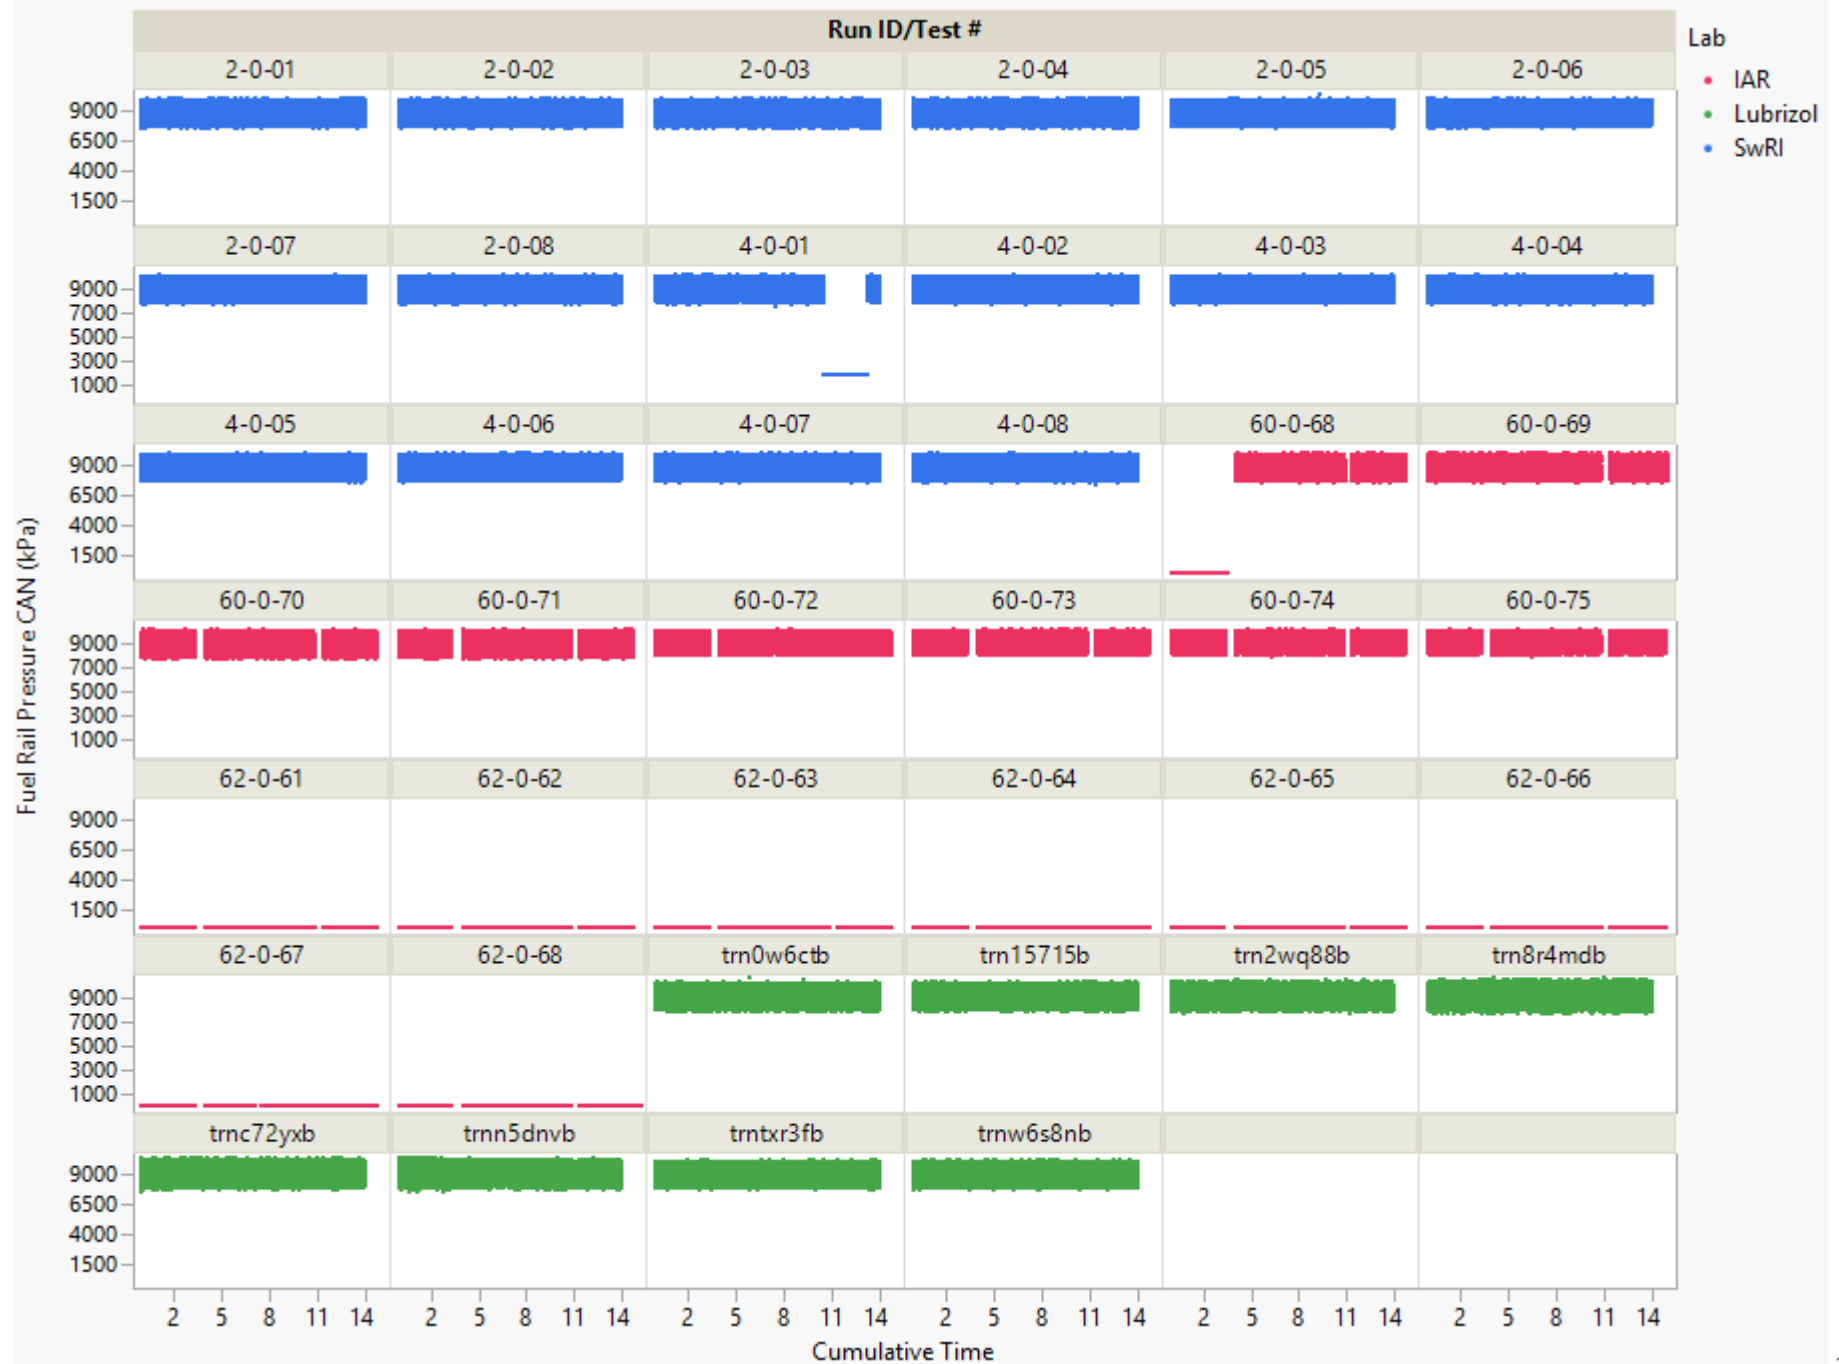 Run ID/Test #
Lab
IAR
Lubrizol
SwRI
2-0-01 2-0-02 2-0-03 2-0-04 2-0-05 2-0-06
9000
6500
4000
1500
2-0-07 2-0-08 4-0-01 4-0-02 4-0-03 4-0-04
9000
7000
5000
3000
1000
4-0-05 4-0-06 4-0-07 4-0-08 60-0-68 60-0-69
9000
6500
4000
1500
60-0-70 60-0-71 60-0-72 60-0-73 60-0-74 60-0-75
9000
7000
5000
3000
1000
62-0-61 62-0-62 62-0-63 62-0-64 62-0-65 62-0-66
9000
6500
4000
1500
62-0-67 62-0-68 trn0w6ctb trn15715b trn2wq88b trn8r4mdb
9000
7000
5000
3000
1000
trnc72yxb trnn5dnvb trntxr3fb trnw6s8nb
9000
6500
4000
1500
2 5 8 11 14 2 5 8 11 14 2 5 8 11 14 2 5 8 11 14 2 5 8 11 14 2 5 8 11 14
Cumulative Time
Fuel Rail Pressure CAN (kPa)